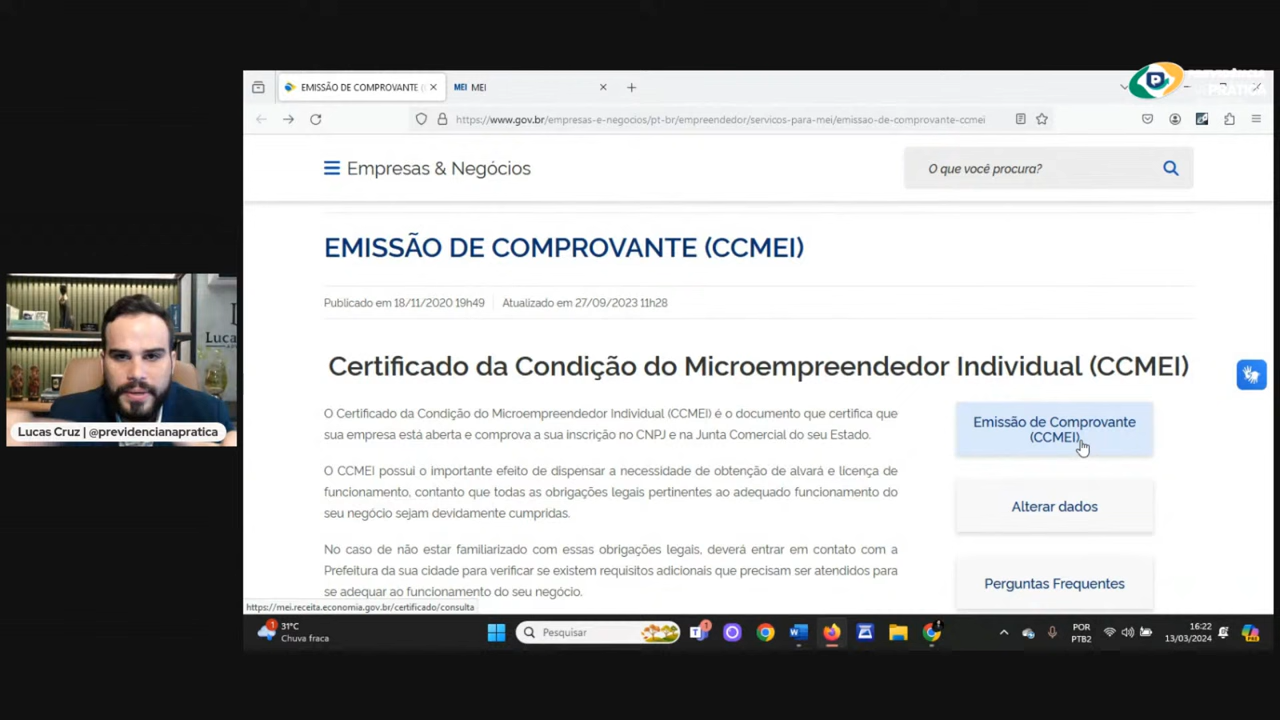 EMISSÃO DE COMPROVANTE (
MEI MEI
PREVIDÊNCIA
PRÁTICA
https://www.gov.br/empresas-e-negocios/pt-br/empreendedor/servicos-para-mei/emissao-de-comprovante-ccmei
Empresas & Negócios
O que você procura?
EMISSÃO DE COMPROVANTE (CCMEI)
Publicado em 18/11/2020 19h49 Atualizado em 27/09/2023 11h28
Certificado da Condição do Microempreendedor Individual (CCMEI)
O Certificado da Condição do Microempreendedor Individual (CCMEI) é o documento que certifica que
sua empresa está aberta e comprova a sua inscrição no CNPJ e na Junta Comercial do seu Estado.
O CCMEI possui o importante efeito de dispensar a necessidade de obtenção de alvará e licença de
funcionamento, contanto que todas as obrigações legais pertinentes ao adequado funcionamento do
seu negócio sejam devidamente cumpridas.
No caso de não estar familiarizado com essas obrigações legais, deverá entrar em contato com a
Prefeitura da sua cidade para verificar se existem requisitos adicionais que precisam ser atendidos para
se adequar ao funcionamento do seu negócio.
Emissão de Comprovante
(CCMEI)
Alterar dados
Perguntas Frequentes
https://mei.receita.economia.gov.br/certificado/consulta
Lucas Cruz | @previdencianapratica
1
31°C
Chuva fraca
Pesquisar
POR
PTB2
16:22
13/03/2024